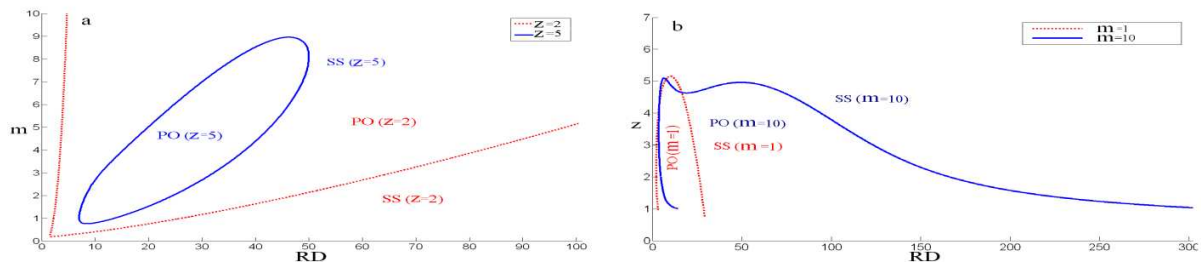 a
z=2
z=5
SS (z=5)
PO (z=5)
PO (z=2)
SS (z=2)
m
10
9
8
7
6
5
4
3
2
1
0
0 10 20 30 40 50 60 70 80 90 100
RD
b
m=1
m=10
SS (m=10)
PO (m=10)
SS (m=1)
PO(m=1)
z
7
6
5
4
3
2
1
0
0 50 100 150 200 250 300
RD